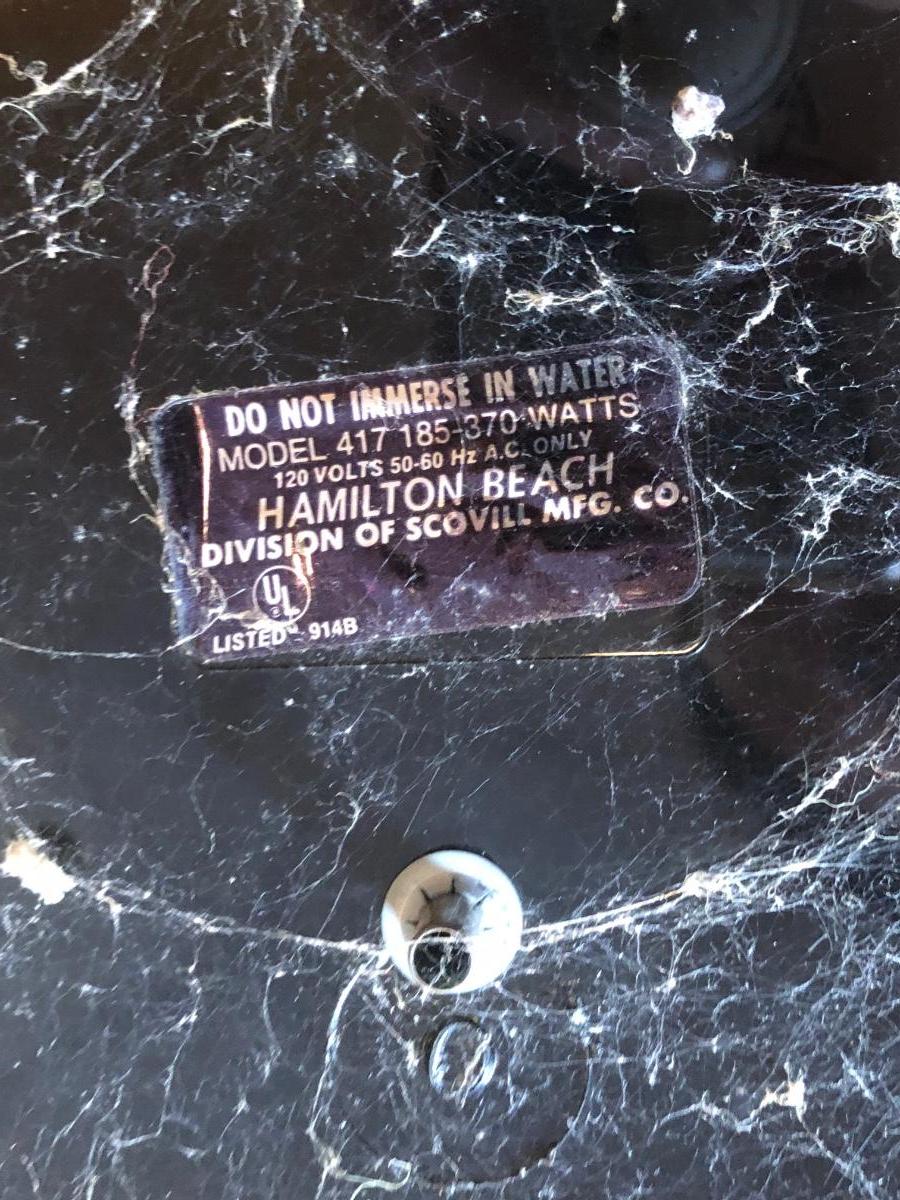 DO NOT IMMERSE IN WATER
MODEL 417 185-370 WATTS
120 VOLTS 50-60 Hz A.C. ONLY
HAMILTON BEACH
DIVISION OF SCOVILL MFG. CO.
UL
LISTED 914B